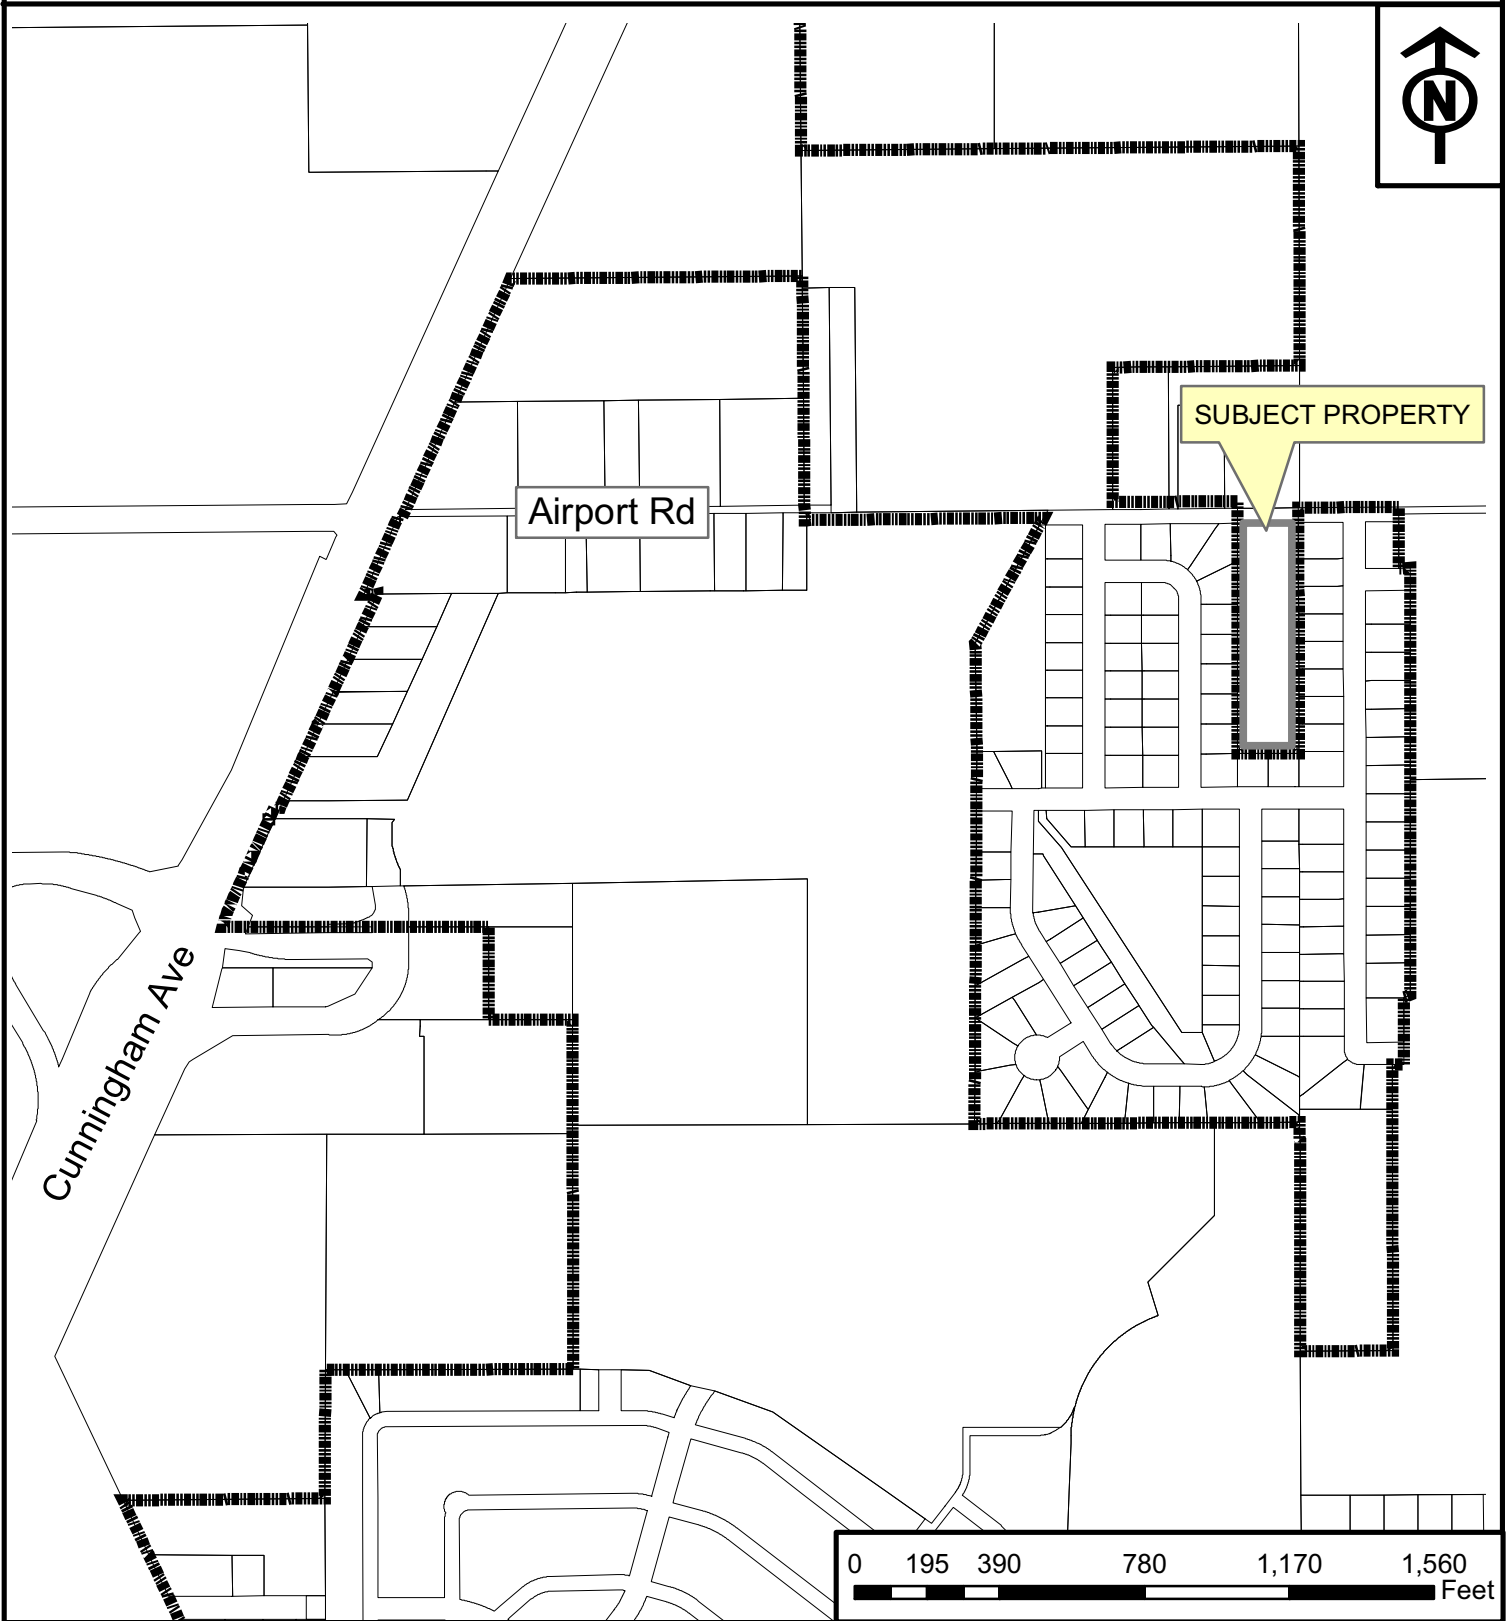 N
SUBJECT PROPERTY
Airport Rd
Cunningham Ave
0 195 390 780 1,170 1,560
Feet